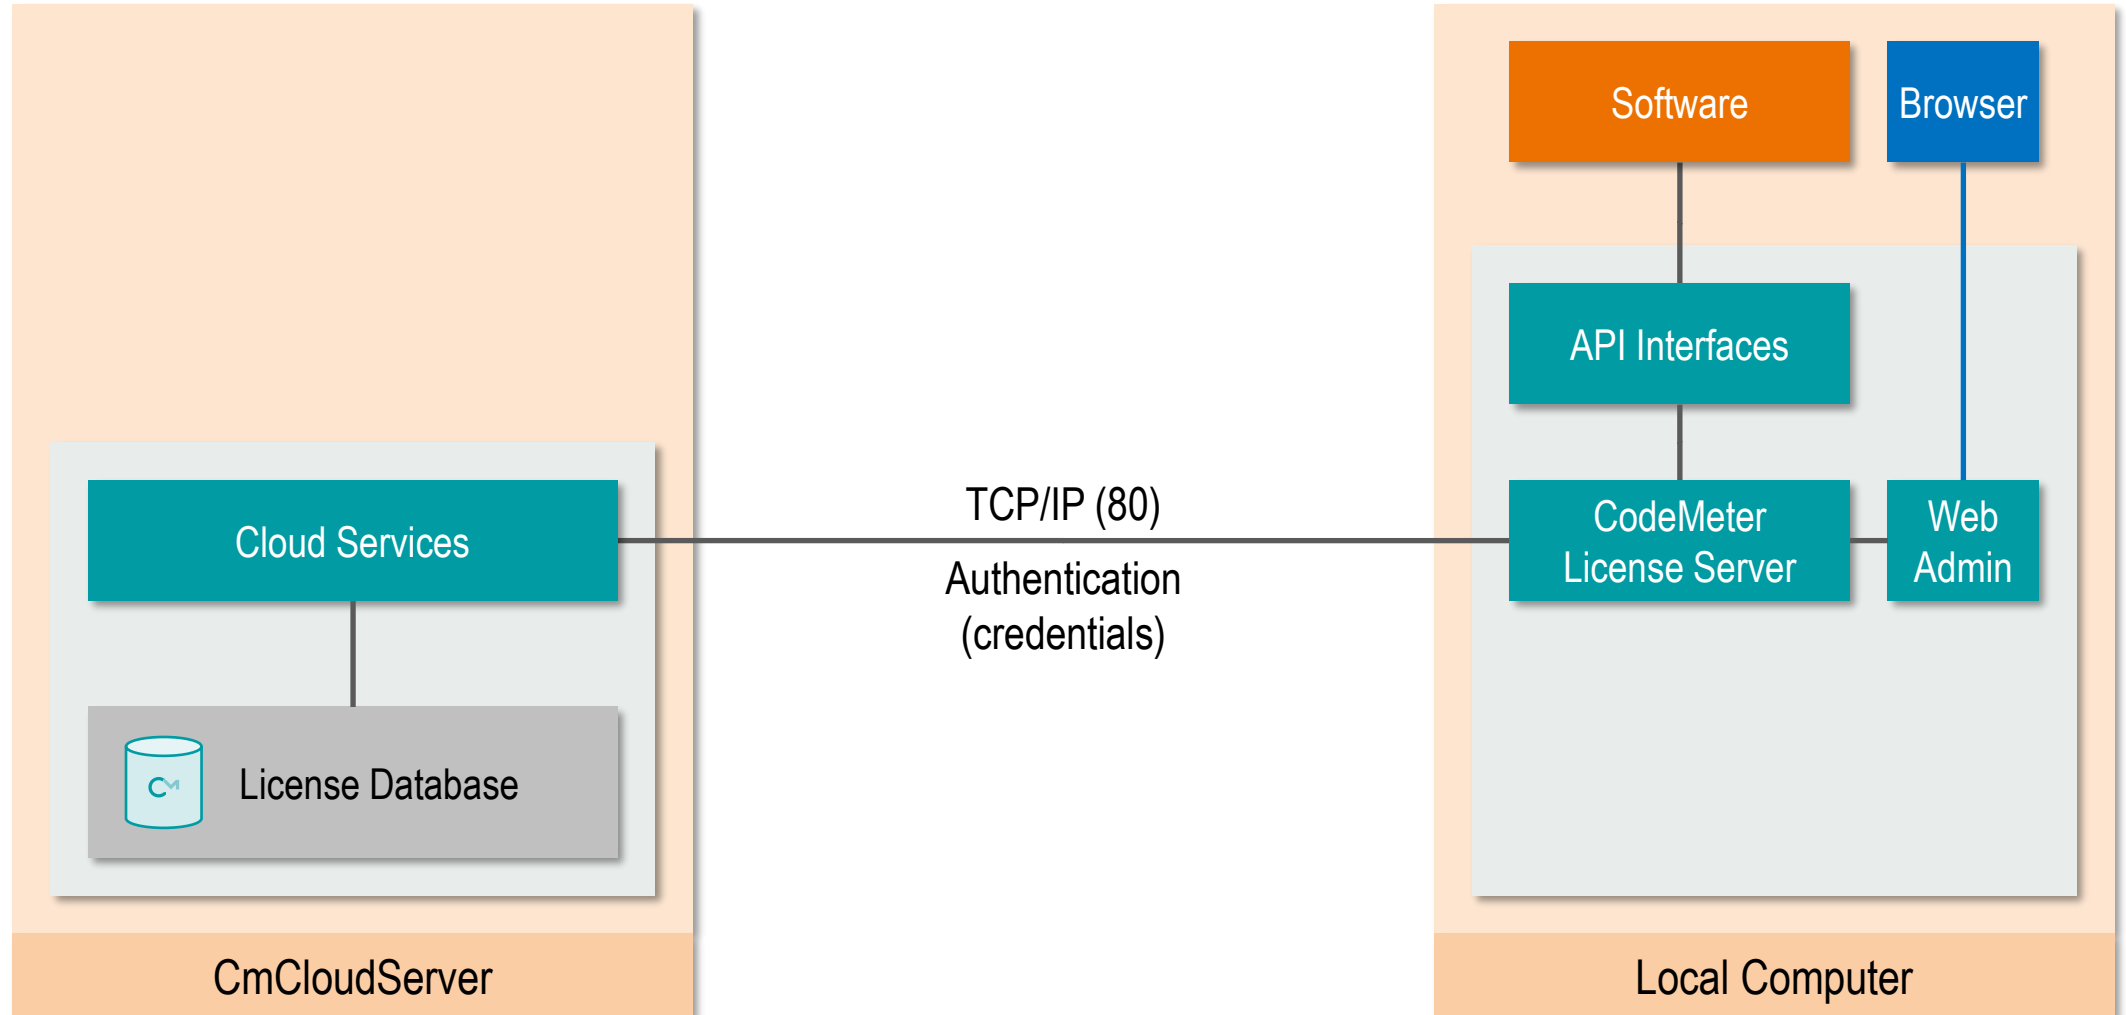 Software
Browser
API Interfaces
Cloud Services
TCP/IP (80)
Authentication
(credentials)
CodeMeter
License Server
Web
Admin
CM
License Database
CmCloudServer
Local Computer